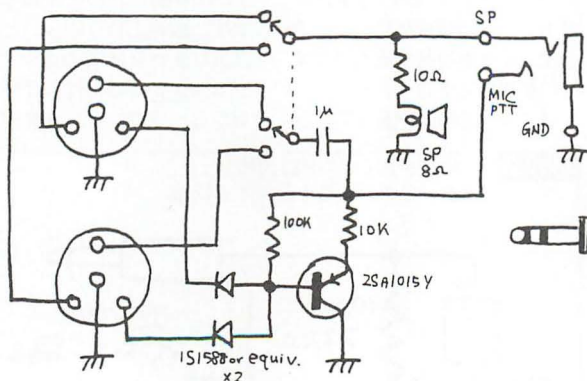 SP
10Ω
MIC
PTT
1μ
GND
SP
8Ω
100K
10K
2SA1015Y
1S1588 or equiv.
X2